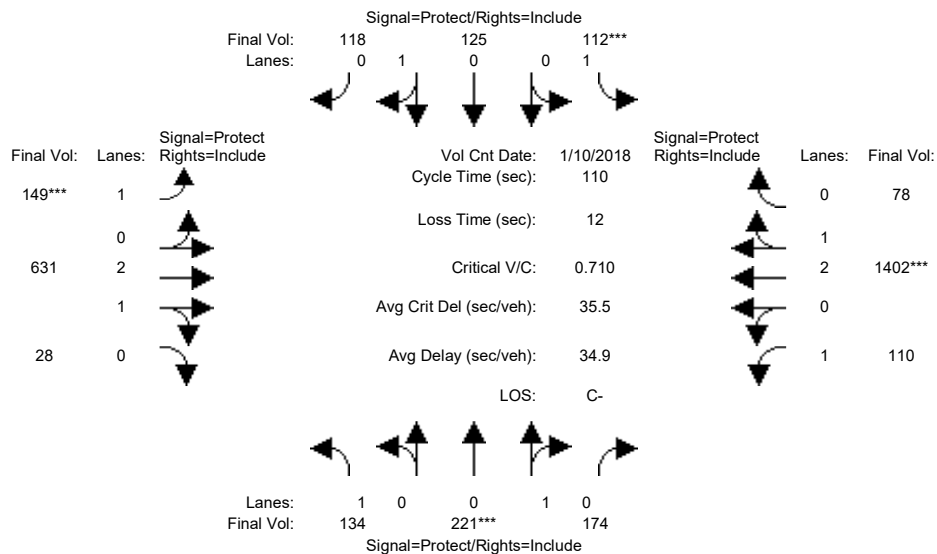 Signal=Protect/Rights=Include
Final Vol: 118 125 112***
Lanes: 0 1 0 0 1
Signal=Protect
Final Vol: Lanes: Rights=Include
Vol Cnt Date: 1/10/2018
Signal=Protect
Rights=Include Lanes: Final Vol:
Cycle Time (sec): 110
149*** 1
0 78
Loss Time (sec): 12
0
1
631 2
Critical V/C: 0.710
2 1402***
1
Avg Crit Del (sec/veh): 35.5
0
28 0
Avg Delay (sec/veh): 34.9
1 110
LOS: C-
Lanes: 1 0 0 1 0
Final Vol: 134 221*** 174
Signal=Protect/Rights=Include